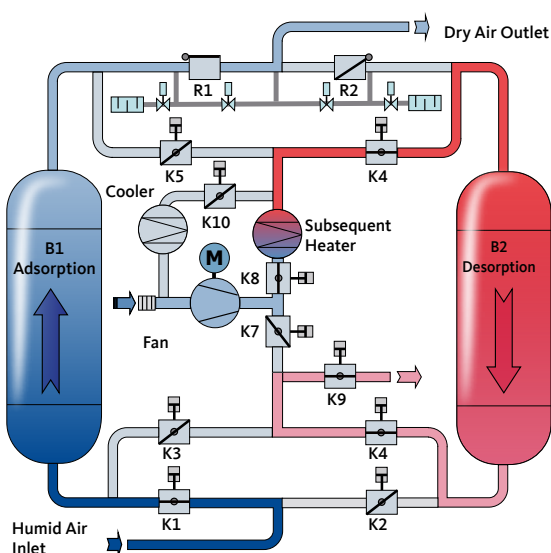 Dry Air Outlet
R1
R2
K5
K4
Cooler
K10
Subsequent
Heater
B1
Adsorption
B2
Desorption
M
K8
Fan
K7
K9
K3
K4
K1
K2
Humid Air
Inlet